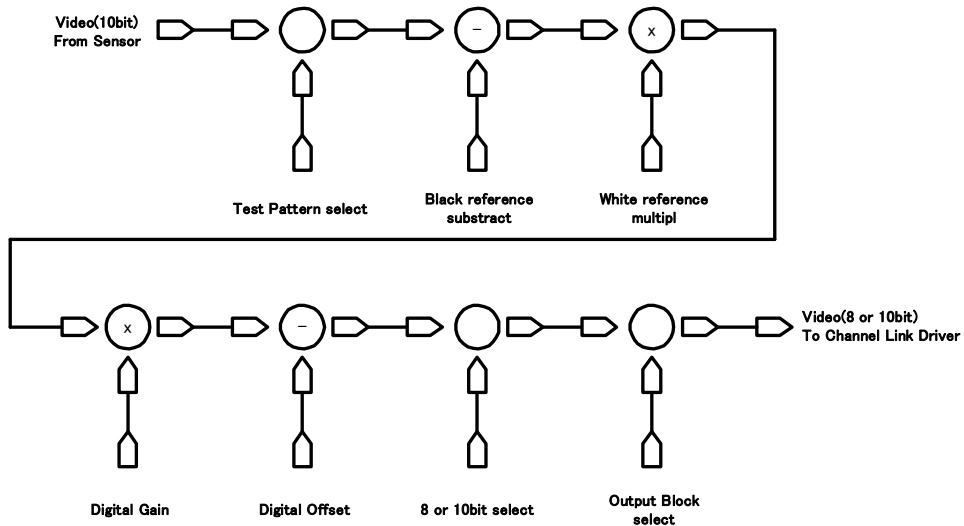 Video(10bit)
From Sensor
-
x
Test Pattern select
Black reference
substract
White reference
multipl
x
-
Video(8 or 10bit)
To Channel Link Driver
Digital Gain
Digital Offset
8 or 10bit select
Output Block
select